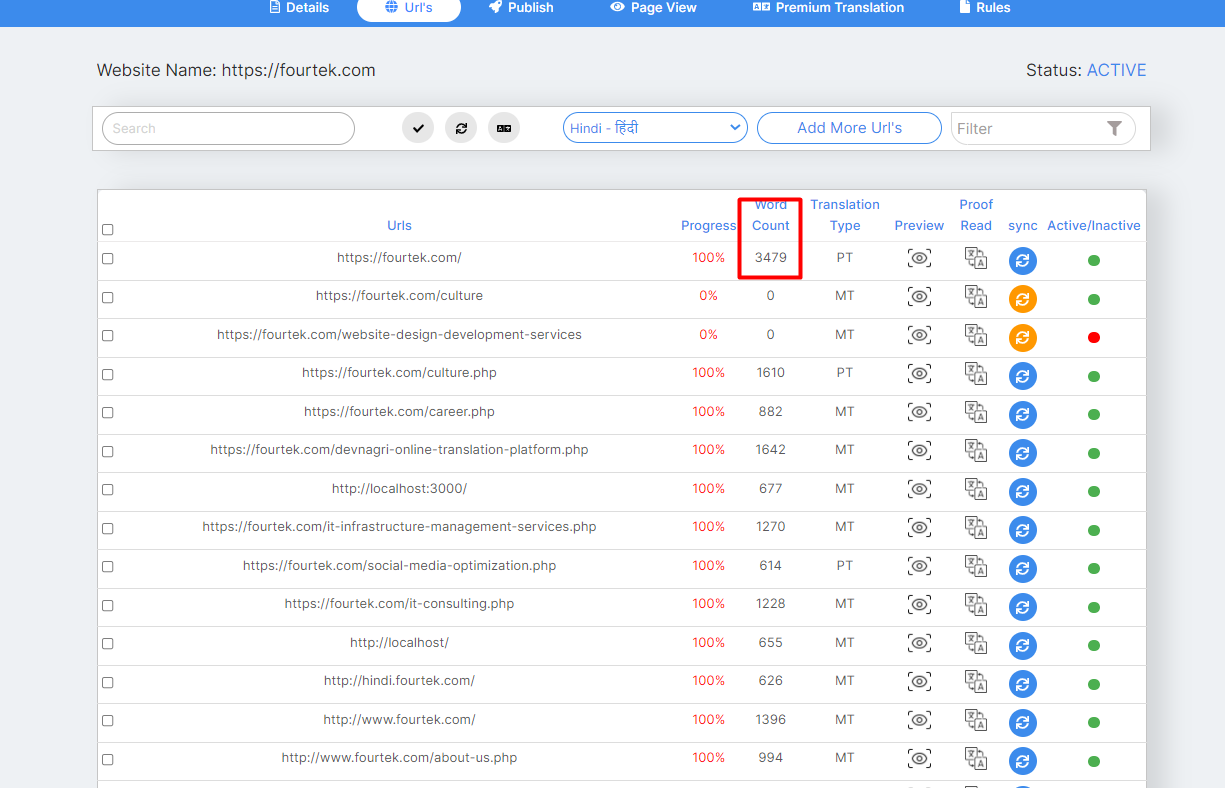 Details Url's Publish Page View Premium Translation Rules
Website Name: https://fourtek.com Status: ACTIVE
Search Hindi - हिंदी Add More Url's Filter
Urls Progress Word Count Translation Type Preview Proof Read sync Active/Inactive
https://fourtek.com/ 100% 3479 PT
https://fourtek.com/culture 0% 0 MT
https://fourtek.com/website-design-development-services 0% 0 MT
https://fourtek.com/culture.php 100% 1610 PT
https://fourtek.com/career.php 100% 882 MT
https://fourtek.com/devnagri-online-translation-platform.php 100% 1642 MT
http://localhost:3000/ 100% 677 MT
https://fourtek.com/it-infrastructure-management-services.php 100% 1270 MT
https://fourtek.com/social-media-optimization.php 100% 614 PT
https://fourtek.com/it-consulting.php 100% 1228 MT
http://localhost/ 100% 655 MT
http://hindi.fourtek.com/ 100% 626 MT
http://www.fourtek.com/ 100% 1396 MT
http://www.fourtek.com/about-us.php 100% 994 MT